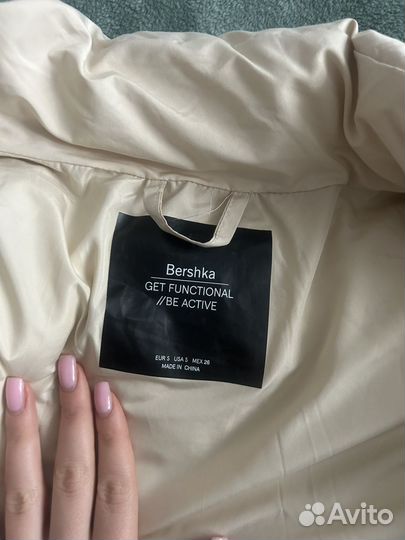 Bershka
GET FUNCTIONAL
//BE ACTIVE
EUR S USA S MEX 26
MADE IN CHINA
Avito